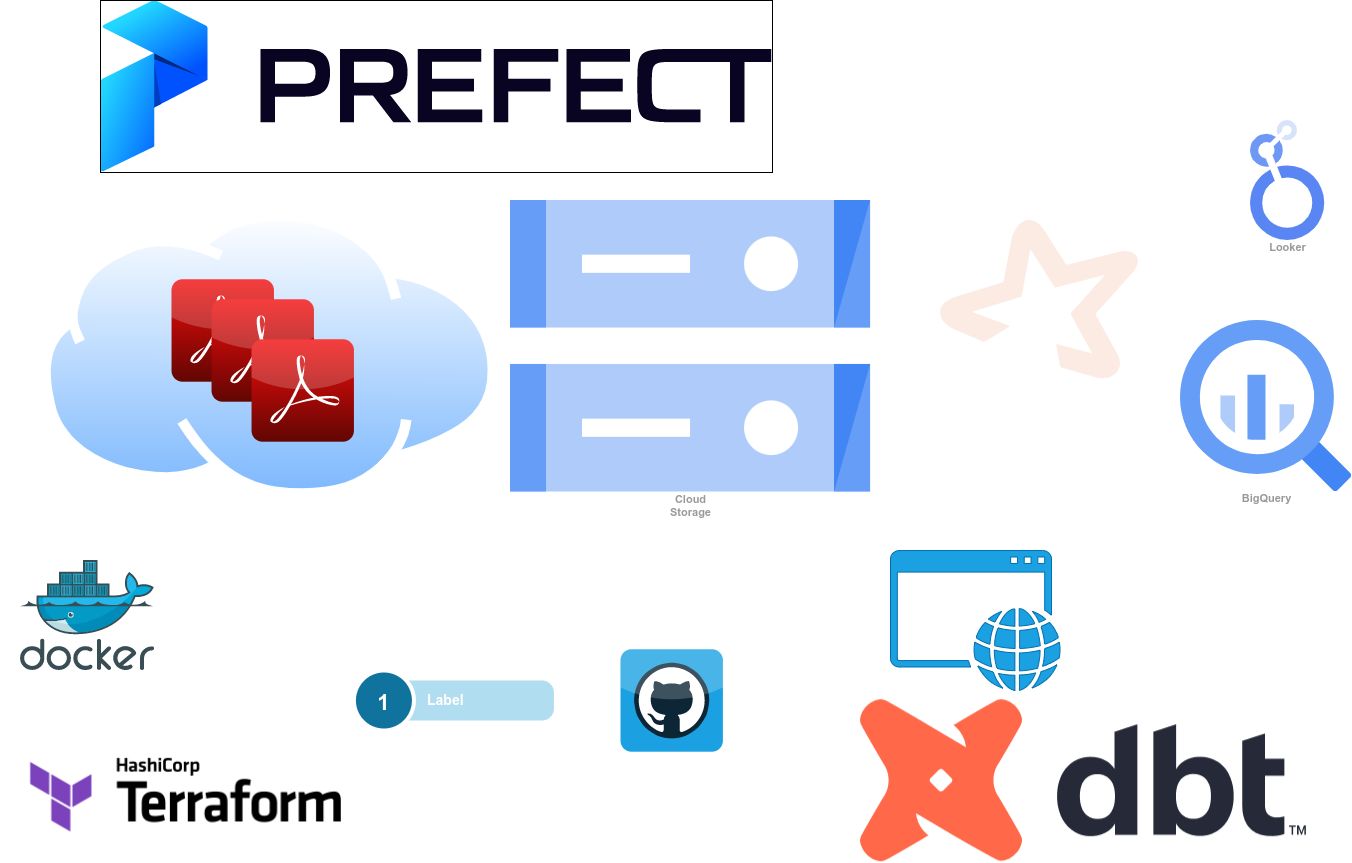 PREFECT
Looker
Cloud
Storage
BigQuery
docker
1
Label
HashiCorp
Terraform
dbt
TM